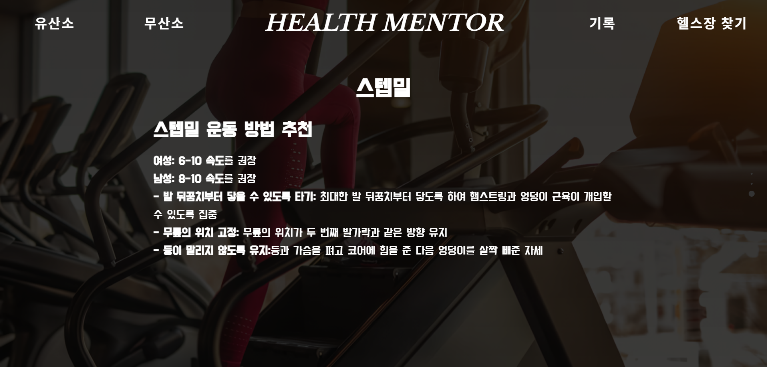 유산소 무산소 HEALTH MENTOR 기록 헬스장 찾기
스텝밀
스텝밀 운동 방법 추천
여성: 6-10 속도를 권장
남성: 8-10 속도를 권장
- 발 뒤꿈치부터 닿을 수 있도록 타기: 최대한 발 뒤꿈치부터 닿도록 하여 햄스트링과 엉덩이 근육이 개입할
수 있도록 집중
- 무릎의 위치 고정: 무릎의 위치가 두 번째 발가락과 같은 방향 유지
- 등이 말리지 않도록 유지:등과 가슴을 펴고 코어에 힘을 준 다음 엉덩이를 살짝 빼준 자세